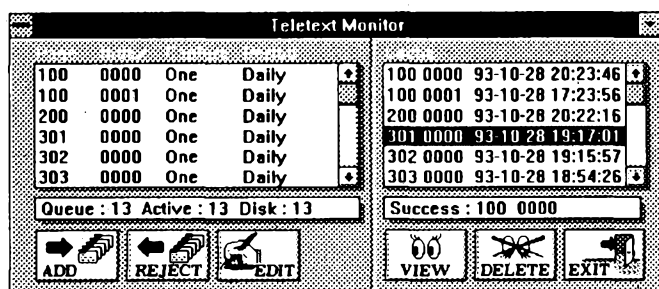 Teletext Monitor
100 0000 One Daily
100 0001 One Daily
200 0000 One Daily
301 0000 One Daily
302 0000 One Daily
303 0000 One Daily
Queue : 13 Active : 13 Disk : 13
ADD
REJECT
EDIT
100 0000 93-10-28 20:23:46
100 0001 93-10-28 17:23:56
200 0000 93-10-28 20:22:16
301 0000 93-10-28 19:17:01
302 0000 93-10-28 19:15:57
303 0000 93-10-28 18:54:26
Success : 100 0000
VIEW
DELETE
EXIT